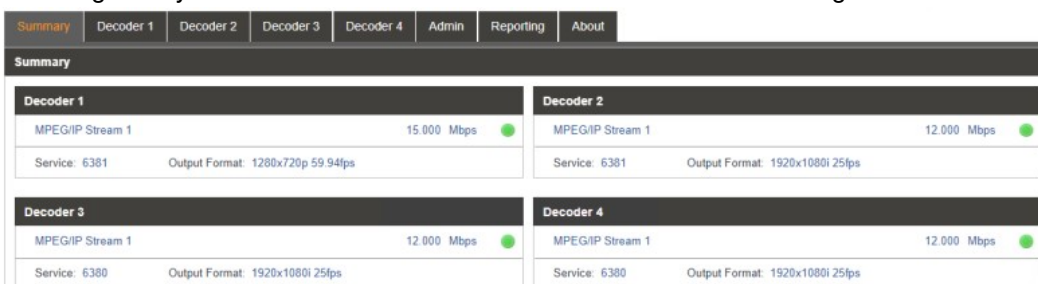 Summary Decoder 1 Decoder 2 Decoder 3 Decoder 4 Admin Reporting About
Summary
Decoder 1
MPEG/IP Stream 1 15.000 Mbps
Service: 6381 Output Format: 1280x720p 59.94fps
Decoder 2
MPEG/IP Stream 1 12.000 Mbps
Service: 6381 Output Format: 1920x1080i 25fps
Decoder 3
MPEG/IP Stream 1 12.000 Mbps
Service: 6380 Output Format: 1920x1080i 25fps
Decoder 4
MPEG/IP Stream 1 12.000 Mbps
Service: 6380 Output Format: 1920x1080i 25fps